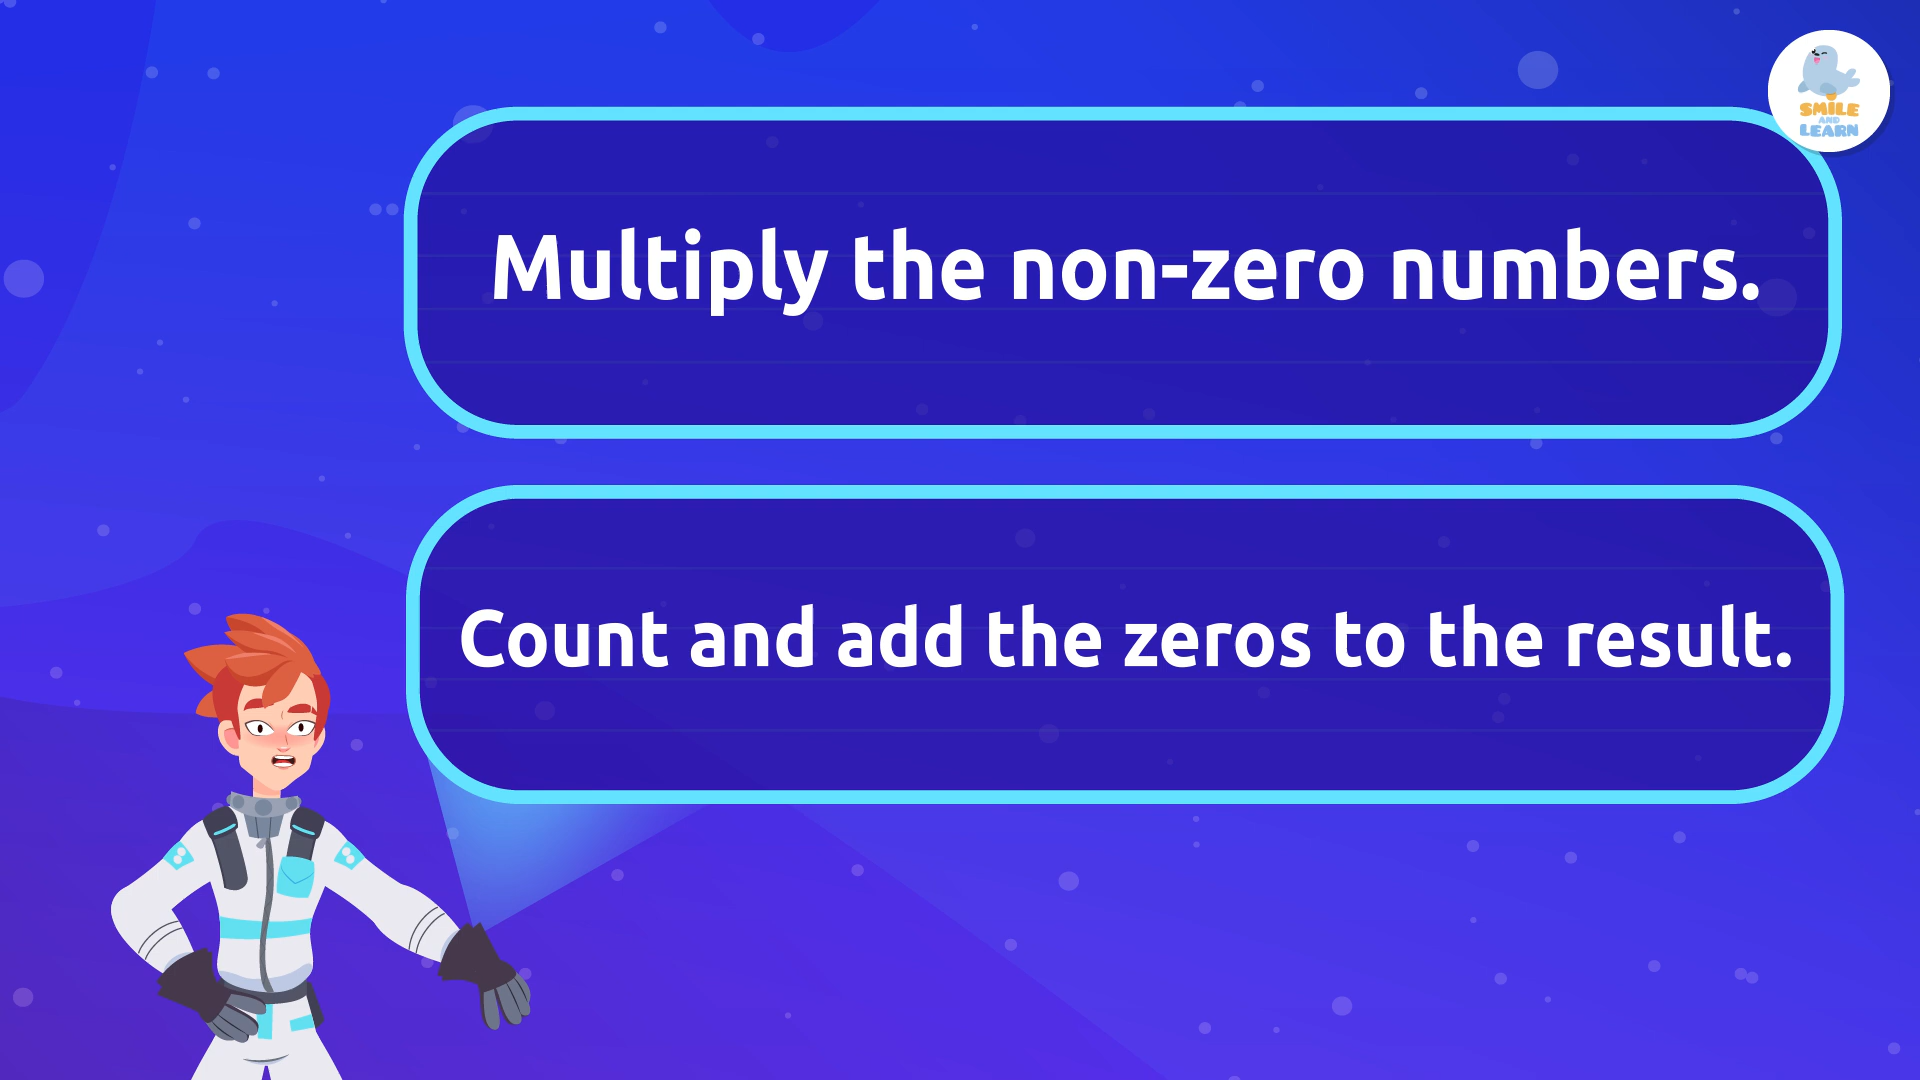 SMILE
AND
LEARN
Multiply the non-zero numbers.
Count and add the zeros to the result.